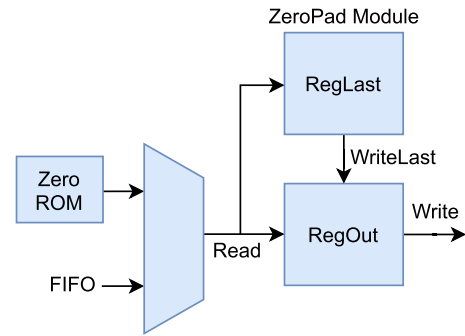 ZeroPad Module
RegLast
WriteLast
Zero
ROM
Write
RegOut
Read
FIFO